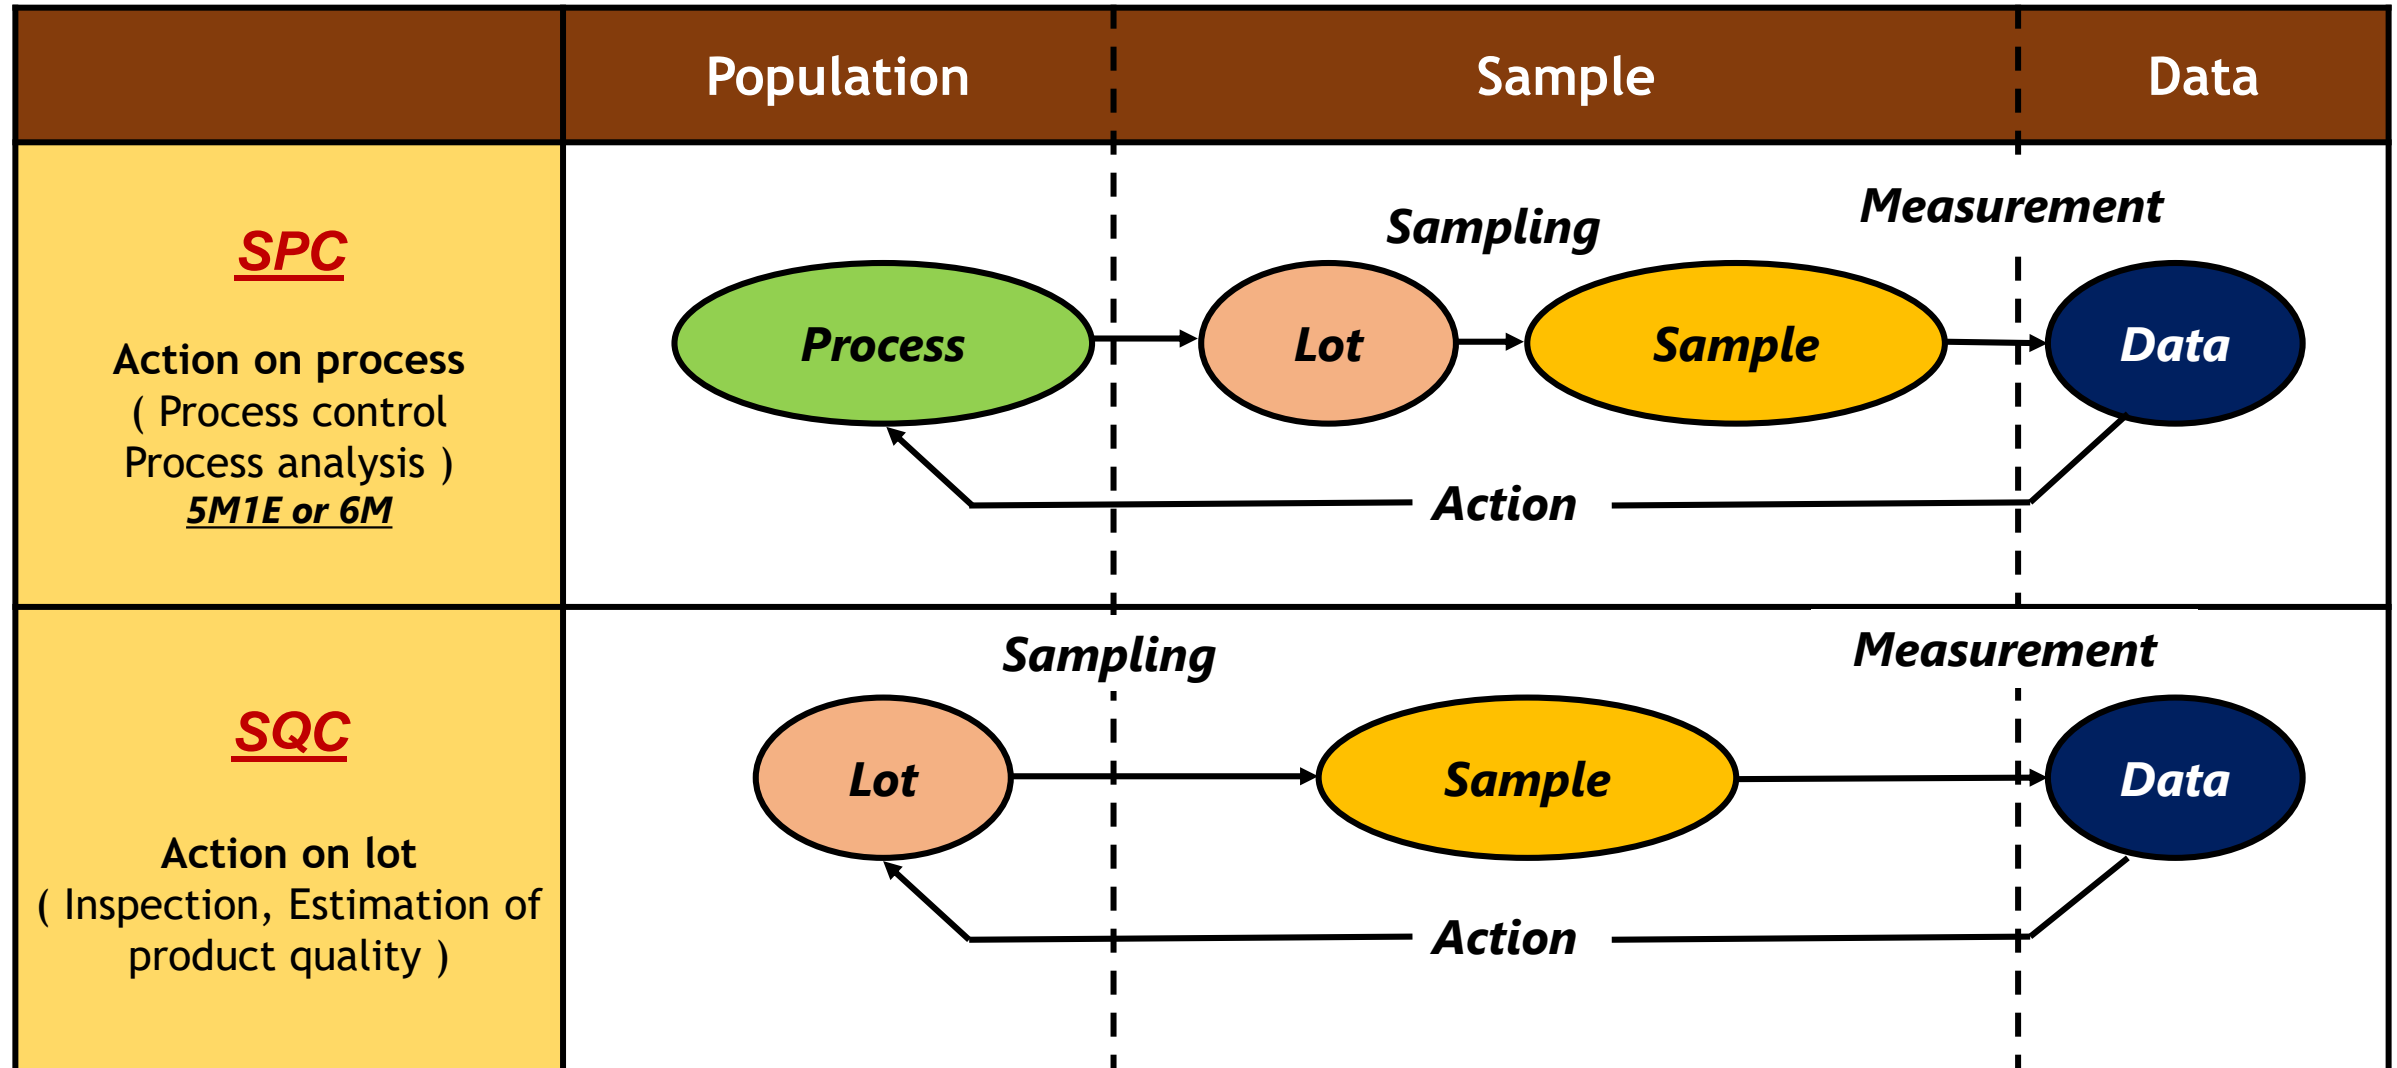 Population
Sample
Data
SPC
Action on process
( Process control
Process analysis )
5M1E or 6M
Sampling
Measurement
Process
Lot
Sample
Data
Action
SQC
Action on lot
( Inspection, Estimation of
product quality )
Sampling
Measurement
Lot
Sample
Data
Action